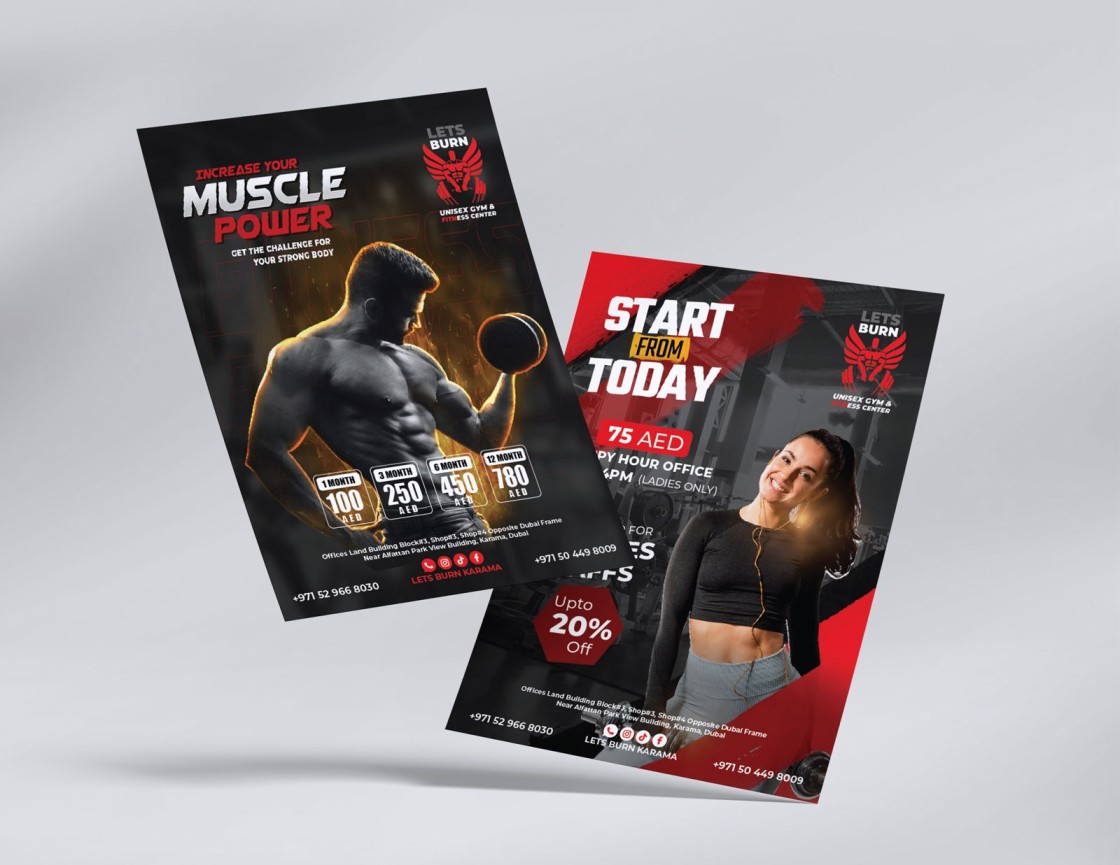 INCREASE YOUR
MUSCLE
POWER
GET THE CHALLENGE FOR
YOUR STRONG BODY
LETS
BURN
UNISEX GYM &
FITNESS CENTER
1 MONTH
100
AED
3 MONTH
250
AED
6 MONTH
450
AED
12 MONTH
780
AED
Offices Land Building Block#3, Shop#3, Shop#4 Opposite Dubai Frame
Near Alfattan Park View Building, Karama, Dubai
+971 52 966 8030
LETS BURN KARAMA
+971 50 449 8009
START
FROM
TODAY
LETS
BURN
UNISEX GYM &
FITNESS CENTER
75 AED
PY HOUR OFFICE
4PM (LADIES ONLY)
FOR
ES
FFS
Upto
20%
Off
Offices Land Building Block#3, Shop#3, Shop#4 Opposite Dubai Frame
Near Alfattan Park View Building, Karama, Dubai
+971 52 966 8030
LETS BURN KARAMA
+971 50 449 8009